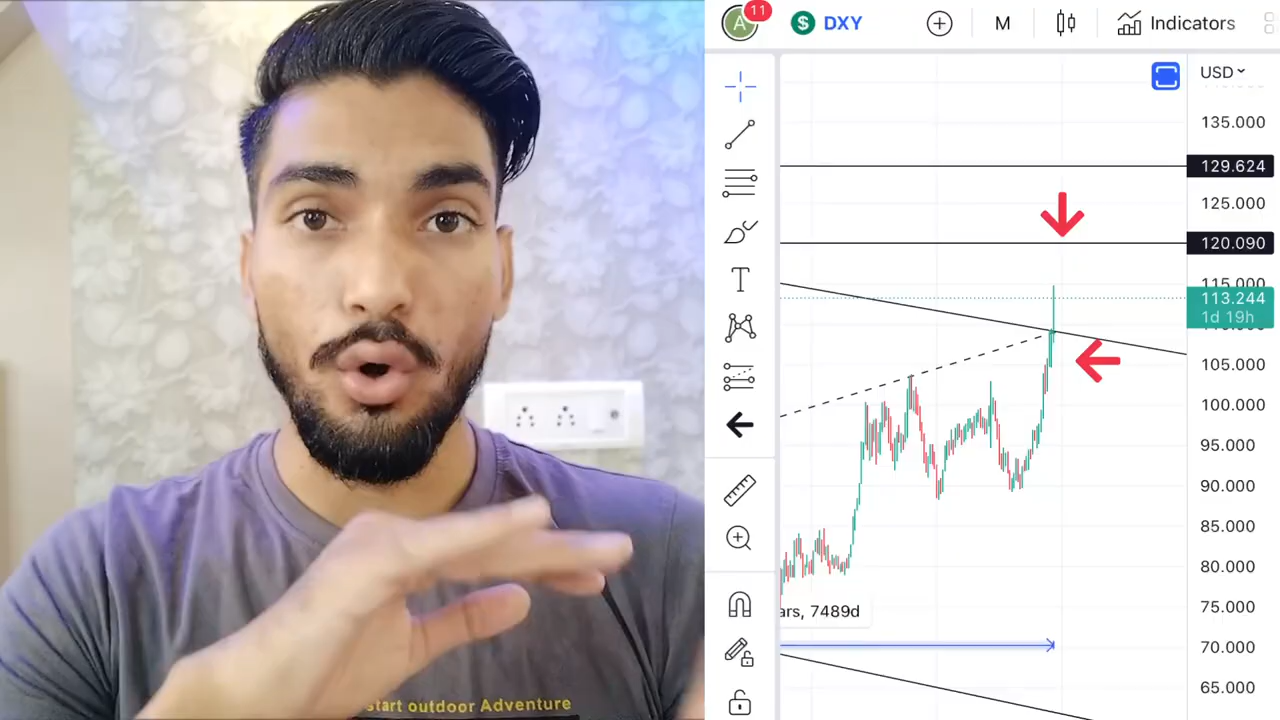 A
11
$
DXY
M
Indicators
USD
135.000
129.624
125.000
120.090
115.000
113.244
1d 19h
105.000
100.000
95.000
90.000
85.000
80.000
75.000
70.000
65.000
T
ars, 7489d
start outdoor Adventure